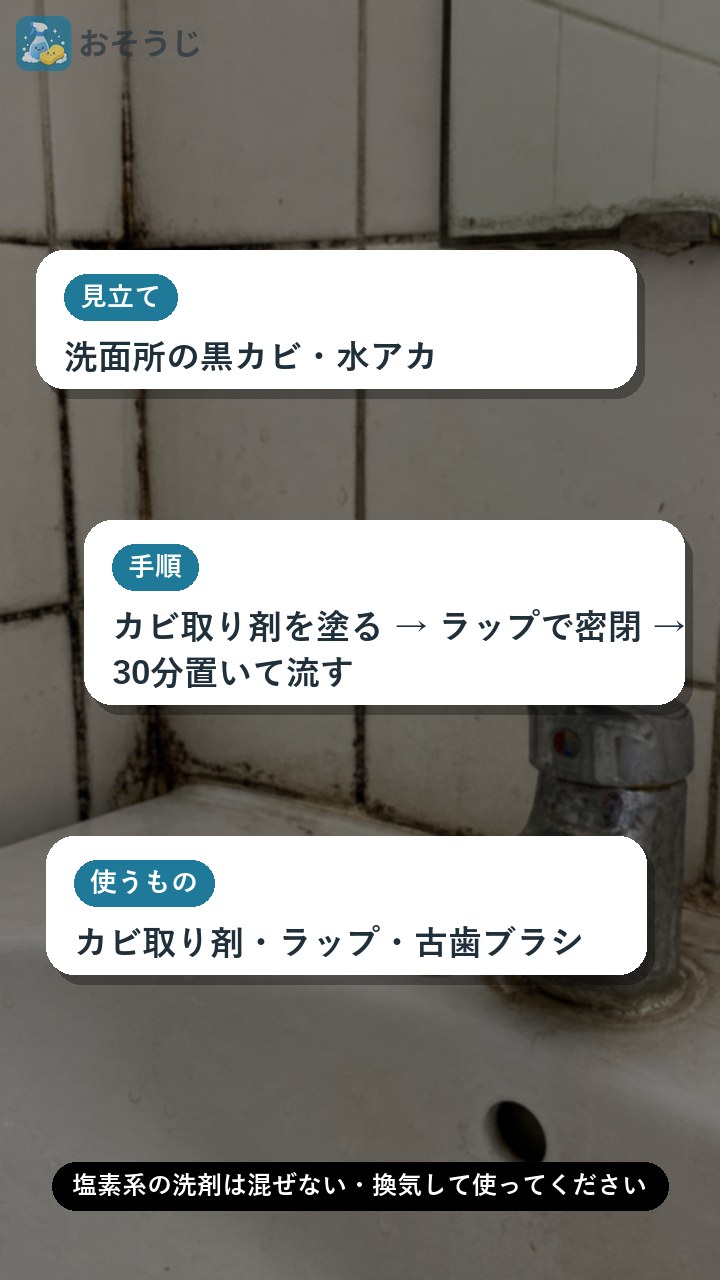 おそうじ
見立て
洗面所の黒カビ・水アカ
手順
カビ取り剤を塗る → ラップで密閉 →
30分置いて流す
使うもの
カビ取り剤・ラップ・古歯ブラシ
塩素系の洗剤は混ぜない・換気して使ってください